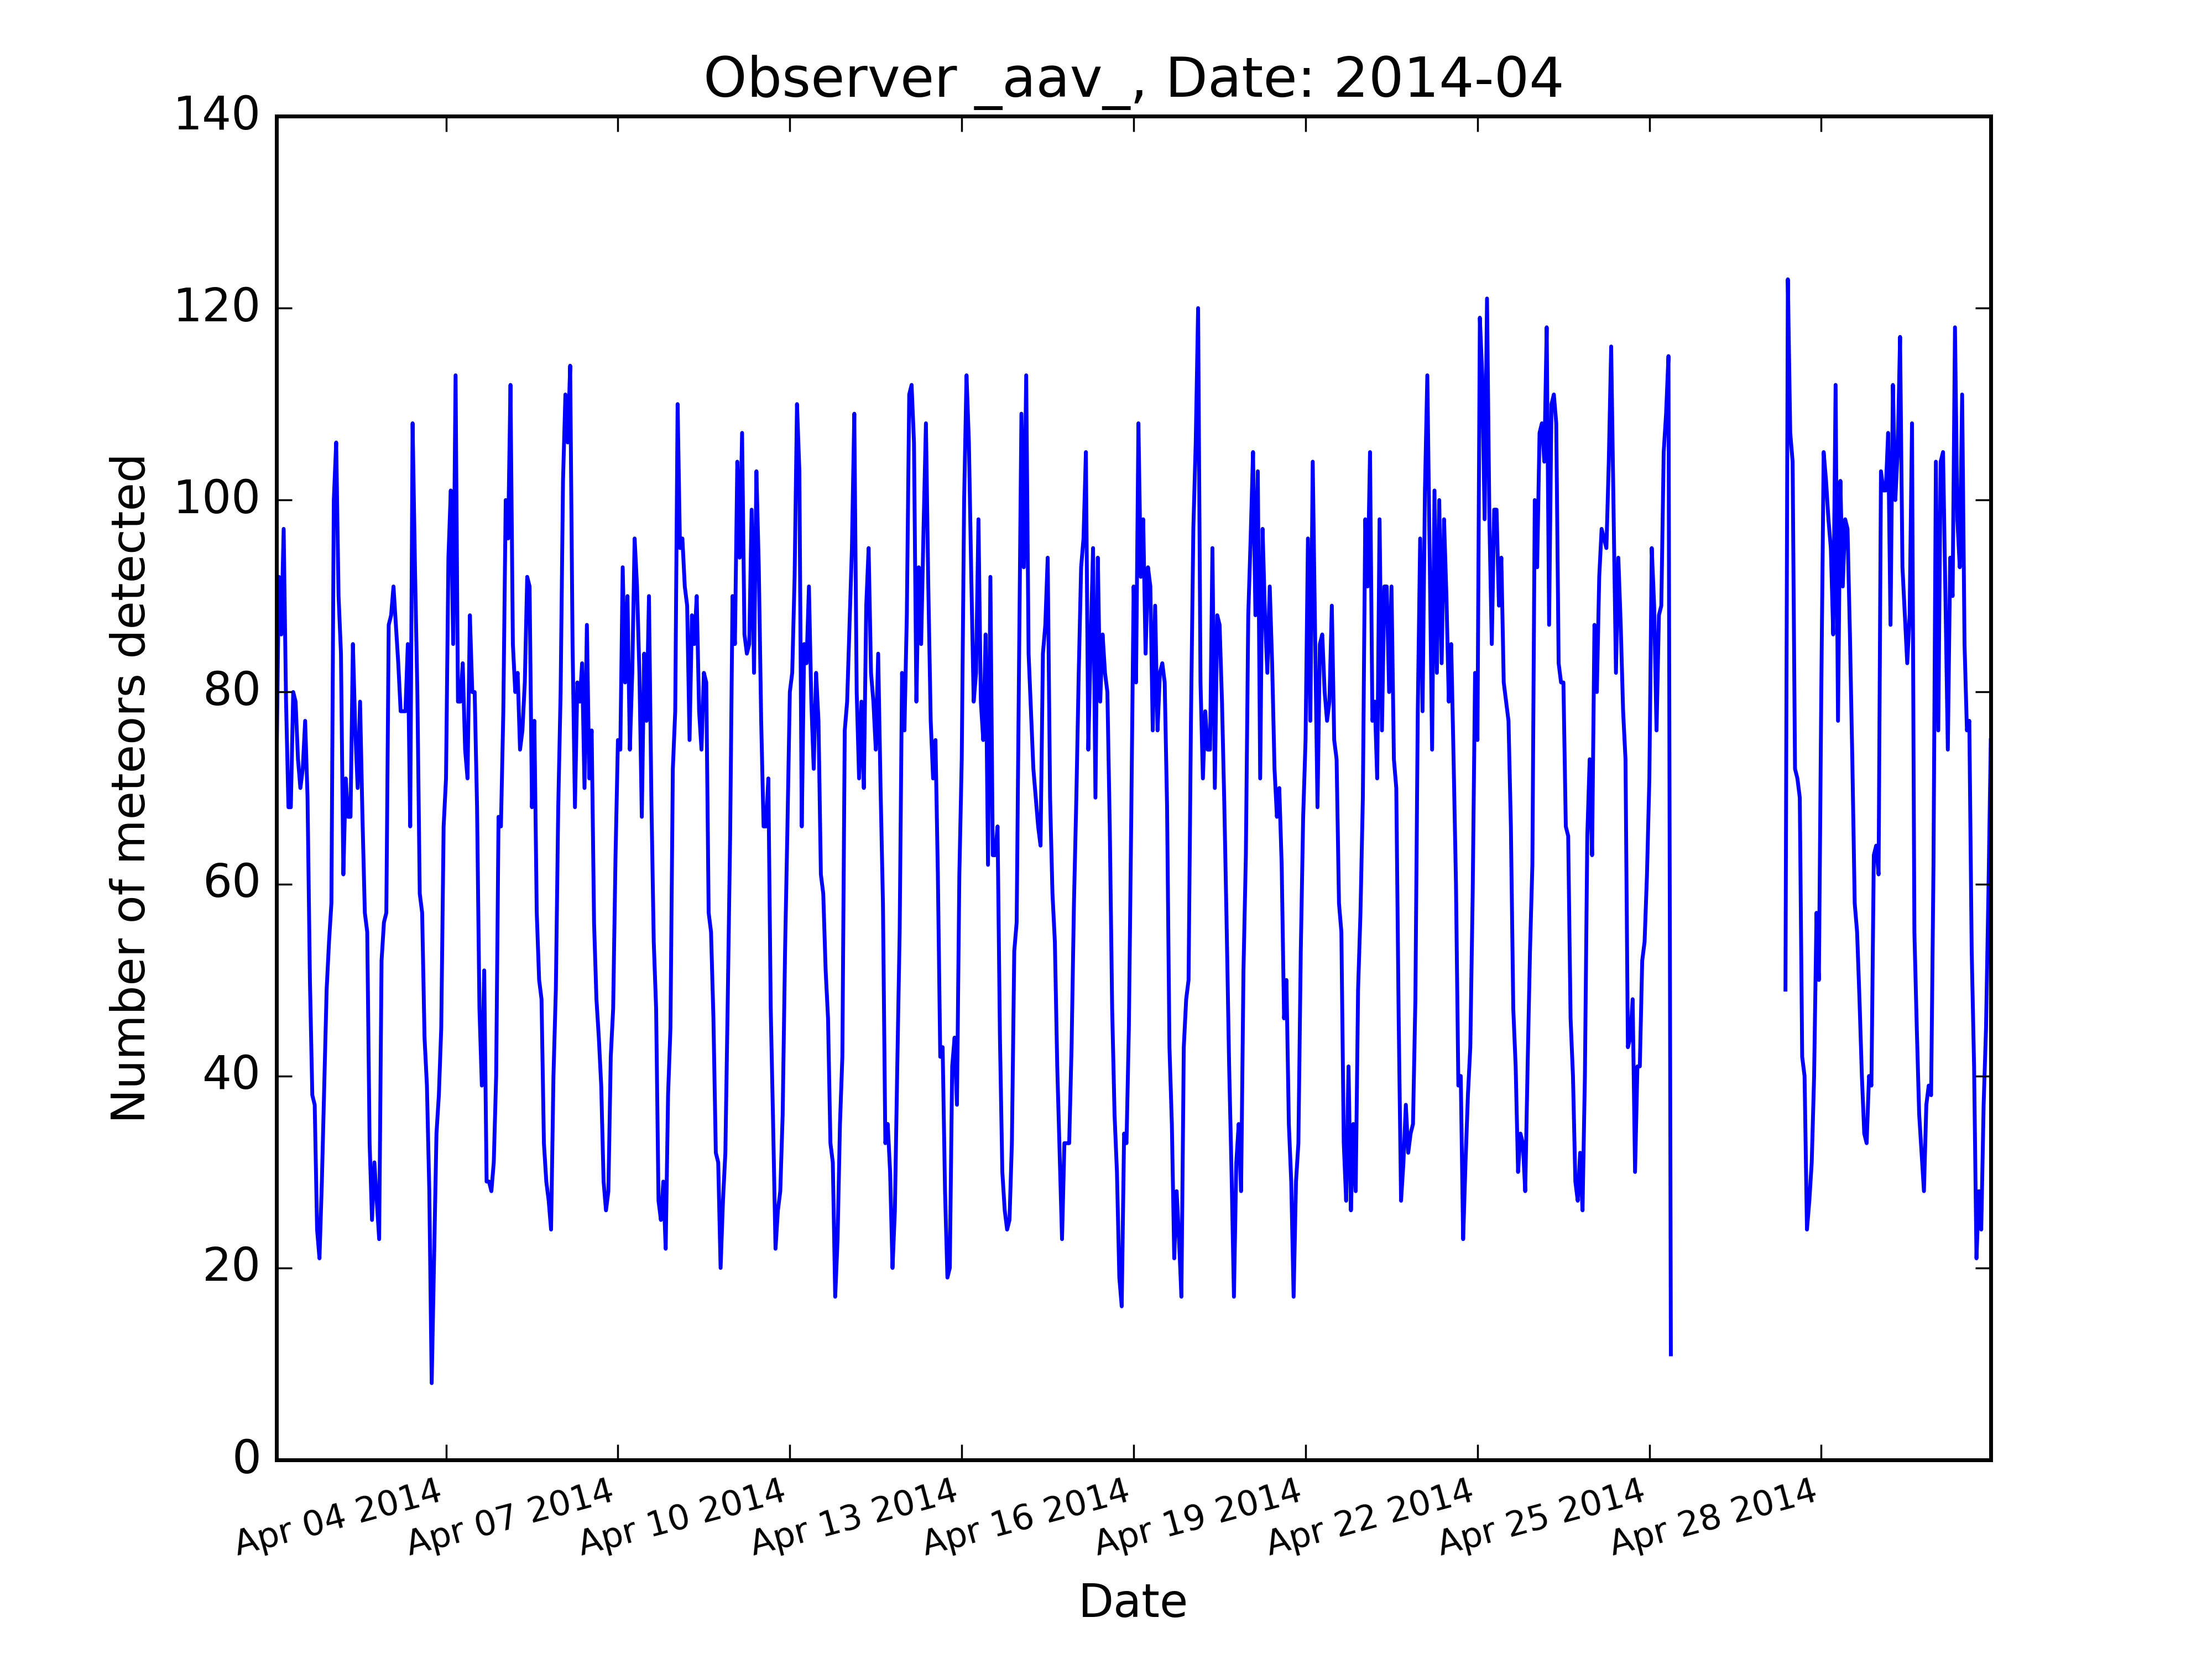 Observer _aav_, Date: 2014-04
Number of meteors detected
140
120
100
80
60
40
20
0
Apr 04 2014
Apr 07 2014
Apr 10 2014
Apr 13 2014
Apr 16 2014
Apr 19 2014
Apr 22 2014
Apr 25 2014
Apr 28 2014
Date